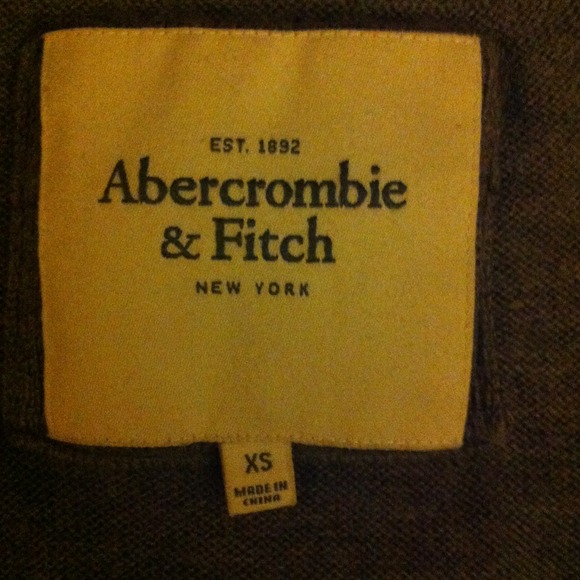 EST. 1892
Abercrombie
& Fitch
NEW YORK
XS
MADE IN
CHINA